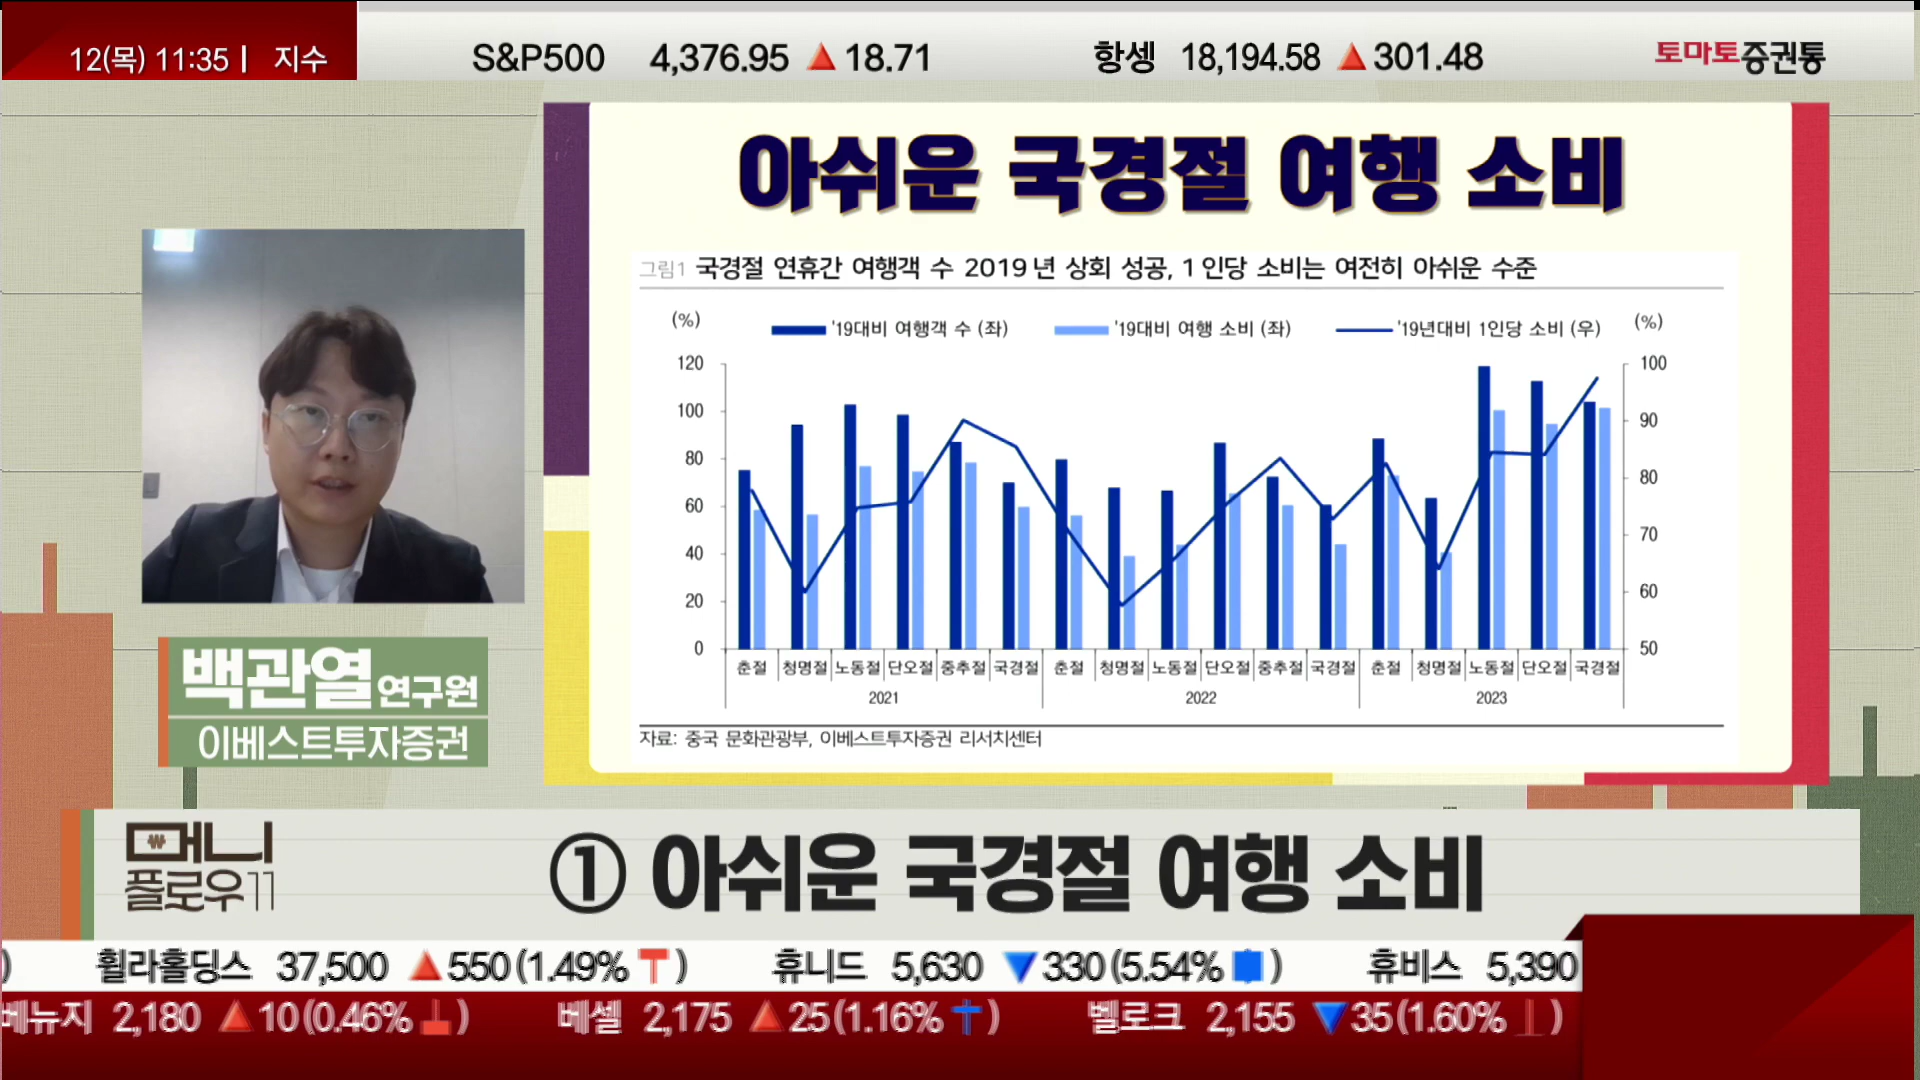 12(목) 11:35 | 지수 S&P500 4,376.95 ▲18.71 항셍 18,194.58 ▲301.48 토마토증권통
아쉬운 국경절 여행 소비
그림1 국경절 연휴간 여행객 수 2019년 상회 성공, 1인당 소비는 여전히 아쉬운 수준
(%) '19대비 여행객 수 (좌) '19대비 여행 소비 (좌) '19년대비 1인당 소비 (우) (%)
120 100
100 90
80 80
60 70
40 60
20
0 50
춘절 청명절 노동절 단오절 중추절 국경절 춘절 청명절 노동절 단오절 중추절 국경절 춘절 청명절 노동절 단오절 국경절
2021 2022 2023
자료: 중국 문화관광부, 이베스트투자증권 리서치센터
백관열 연구원
이베스트투자증권
머니
플로우11
① 아쉬운 국경절 여행 소비
) 휠라홀딩스 37,500 ▲550(1.49% ) 휴니드 5,630 ▼330(5.54% ) 휴비스 5,390
베뉴지 2,180 ▲10(0.46% ) 베셀 2,175 ▲25(1.16% ) 벨로크 2,155 ▼35(1.60% )